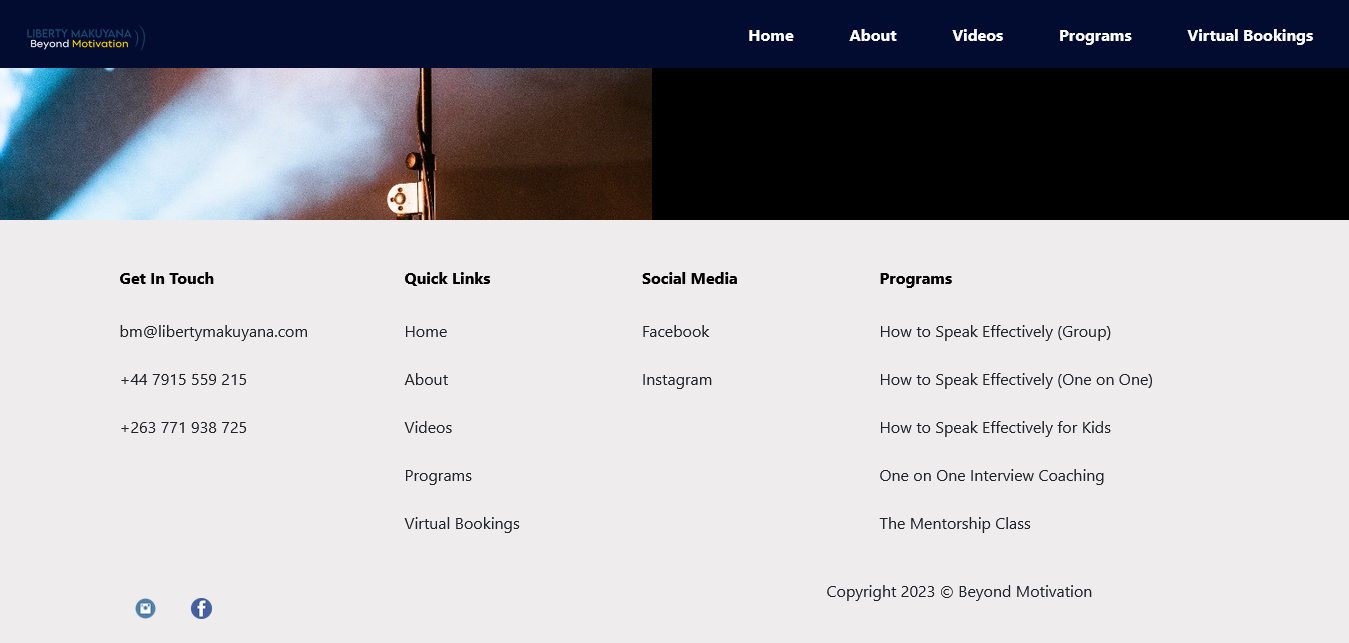 LIBERTY MAKUYANA
Beyond Motivation
Home
About
Videos
Programs
Virtual Bookings
Get In Touch
bm@libertymakuyana.com
+44 7915 559 215
+263 771 938 725
Quick Links
Home
About
Videos
Programs
Virtual Bookings
Social Media
Facebook
Instagram
Programs
How to Speak Effectively (Group)
How to Speak Effectively (One on One)
How to Speak Effectively for Kids
One on One Interview Coaching
The Mentorship Class
Copyright 2023 © Beyond Motivation